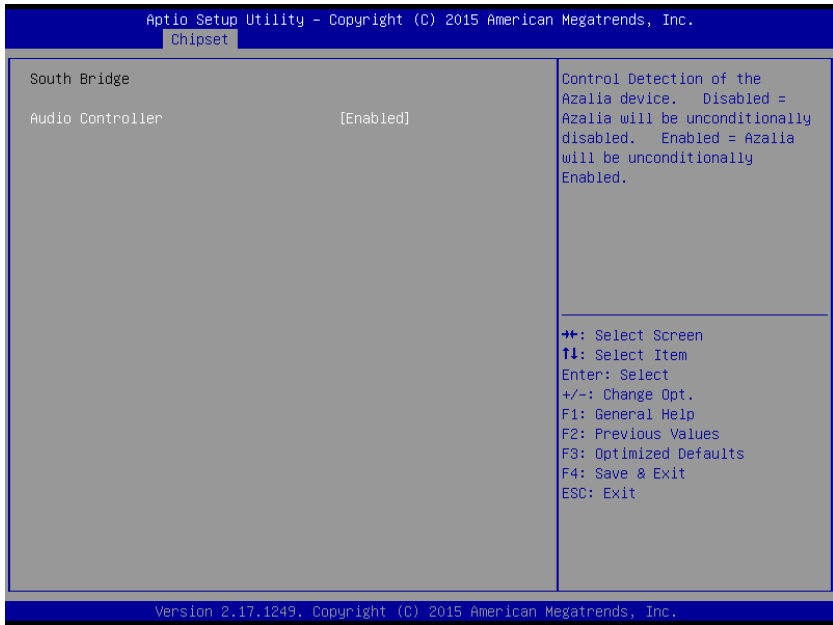 Aptio Setup Utility – Copyright (C) 2015 American Megatrends, Inc.
Chipset
South Bridge
Audio Controller [Enabled]
Control Detection of the
Azalia device. Disabled =
Azalia will be unconditionally
disabled. Enabled = Azalia
will be unconditionally
Enabled.
→←: Select Screen
↑↓: Select Item
Enter: Select
+/-: Change Opt.
F1: General Help
F2: Previous Values
F3: Optimized Defaults
F4: Save & Exit
ESC: Exit
Version 2.17.1249. Copyright (C) 2015 American Megatrends, Inc.